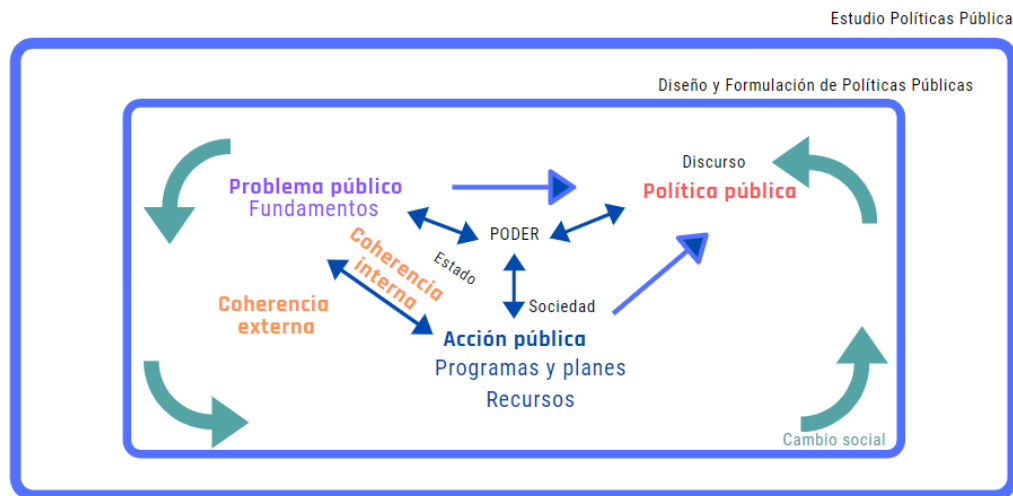 Estudio Políticas Pública
Diseño y Formulación de Políticas Públicas
Problema público
Fundamentos
Discurso
Política pública
PODER
Estado
Sociedad
Coherencia
interna
Coherencia
externa
Acción pública
Programas y planes
Recursos
Cambio social